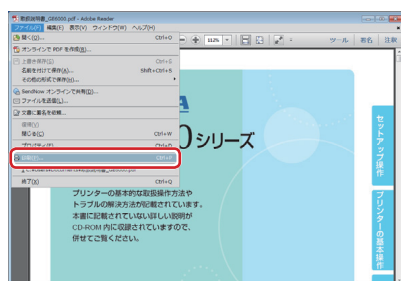 取扱説明書_GE6000.pdf - Adobe Reader
ファイル(F) 編集(E) 表示(V) ウィンドウ(W) ヘルプ(H)
開く(O)... Ctrl+O
112%
ツール 署名 注釈
オンラインで PDF を作成(B)...
上書き保存(S) Ctrl+S
名前を付けて保存(A)... Shift+Ctrl+S
その他の形式で保存(H)...
SendNow オンラインで共有(D)...
ファイルを送信(L)...
文書に署名を依頼...
復帰(V)
閉じる(C) Ctrl+W
プロパティ(E)... Ctrl+D
印刷(P)... Ctrl+P
終了(X) Ctrl+Q
シリーズ
プリンターの基本的な取扱操作方法や
トラブルの解決方法が記載されています。
本書に記載されていない詳しい説明が
CD-ROM 内に収録されていますので、
併せてご覧ください。
セットアップ操作
プリンターの基本操作